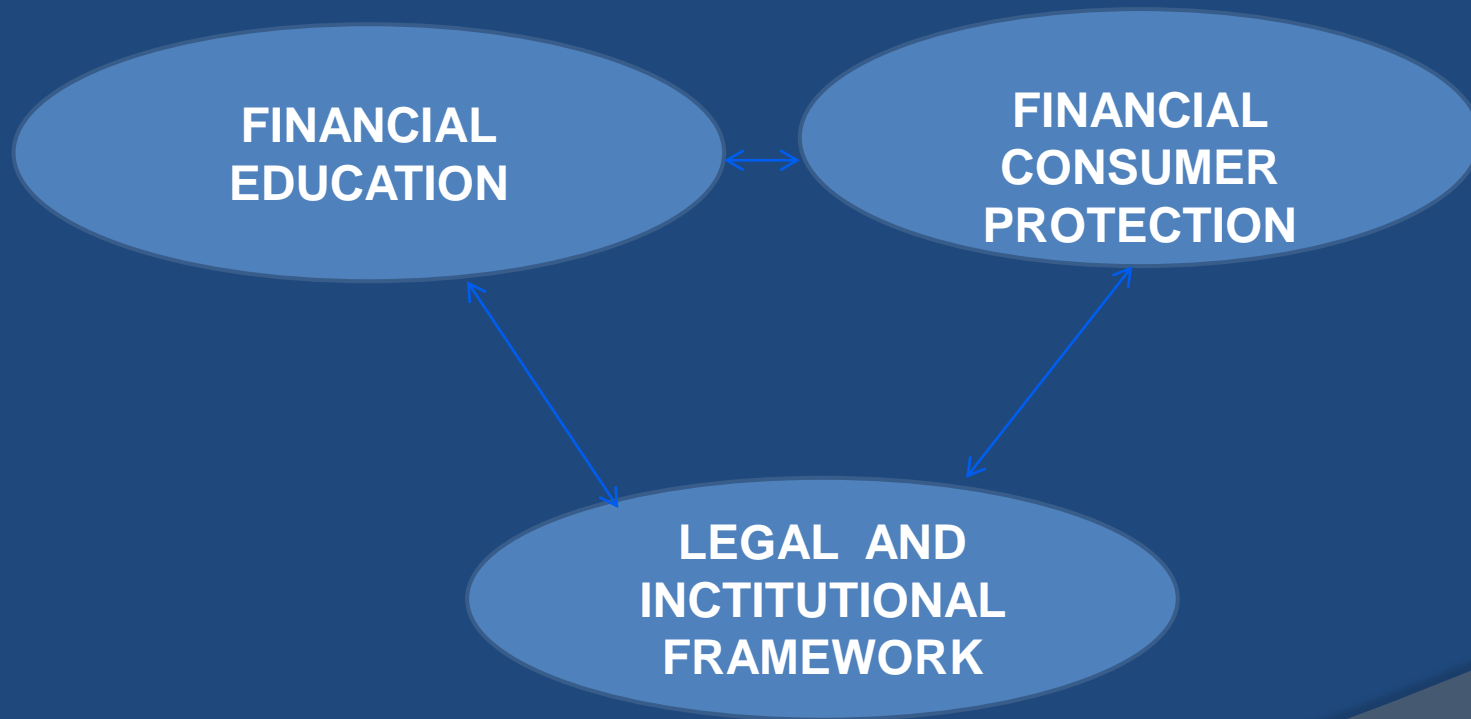 FINANCIAL
EDUCATION
FINANCIAL
CONSUMER
PROTECTION
LEGAL  AND
INCTITUTIONAL
FRAMEWORK